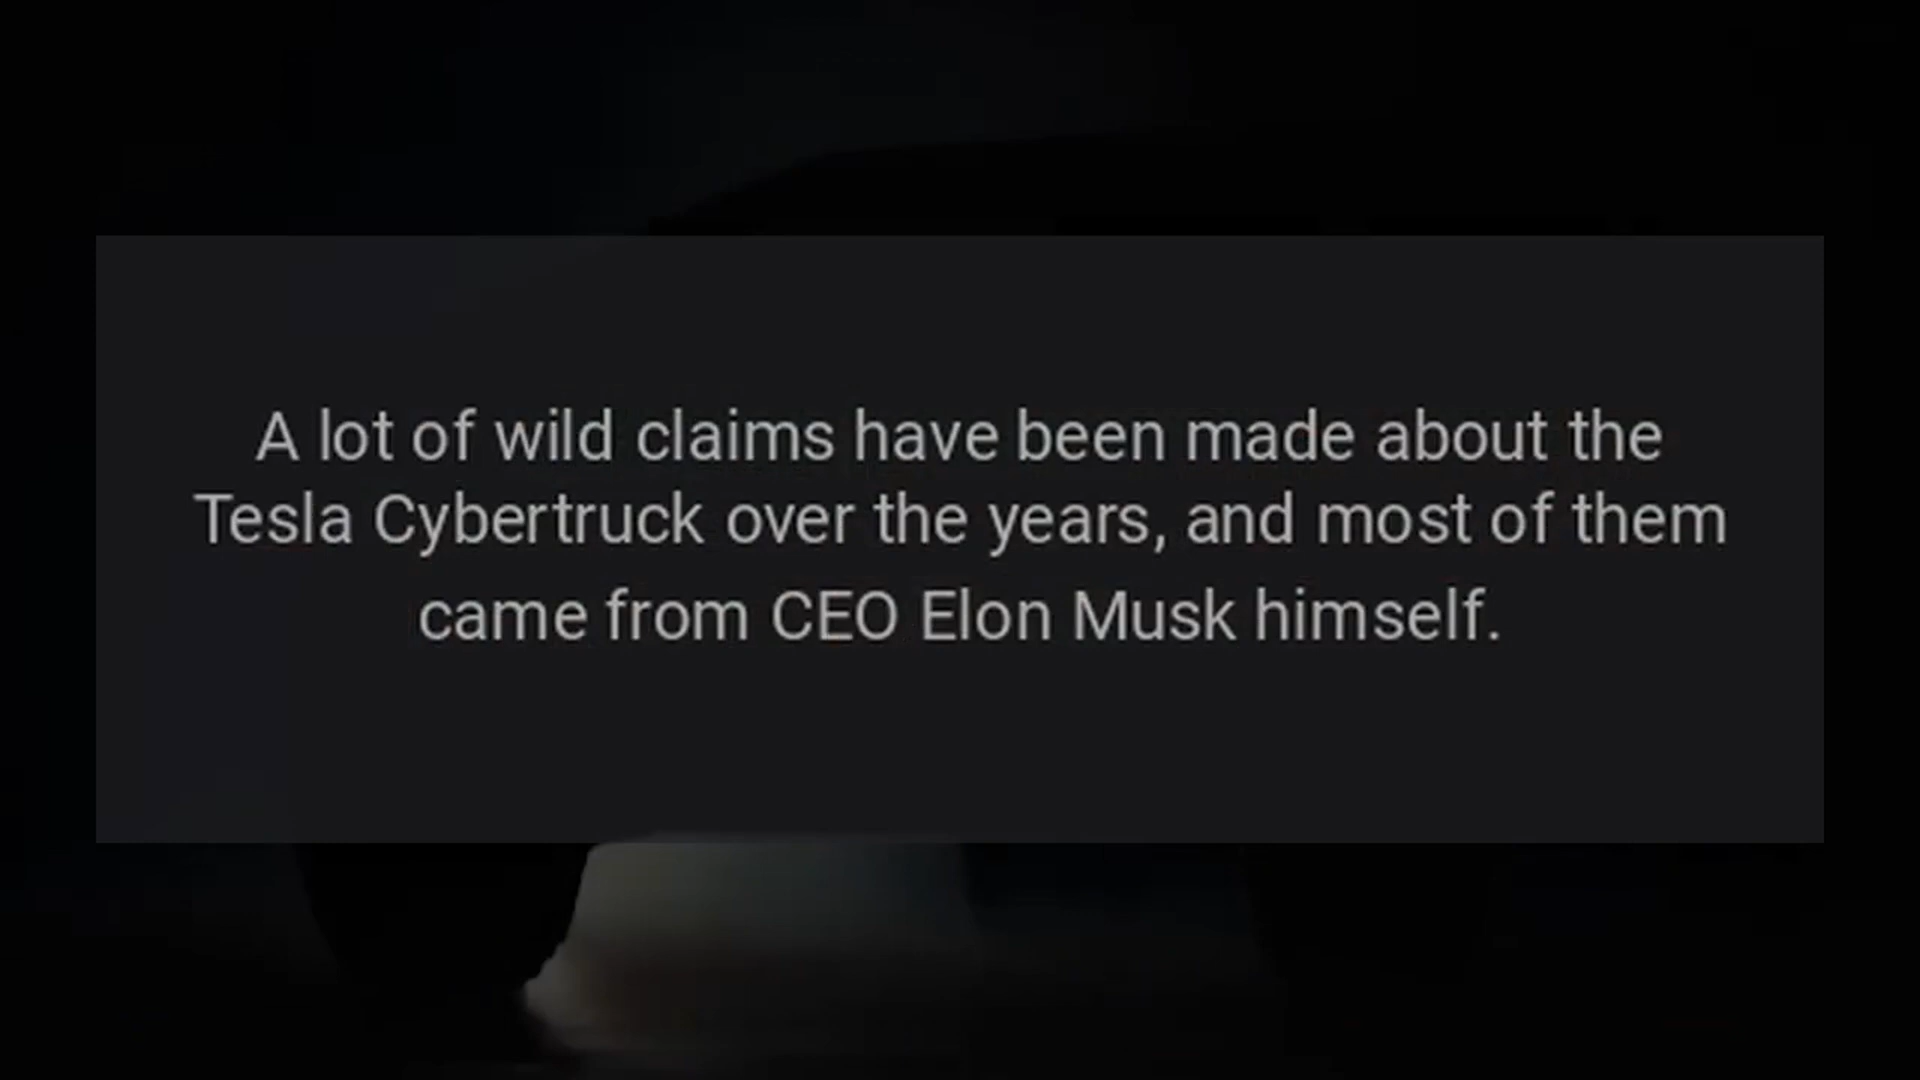 A lot of wild claims have been made about the
Tesla Cybertruck over the years, and most of them
came from CEO Elon Musk himself.